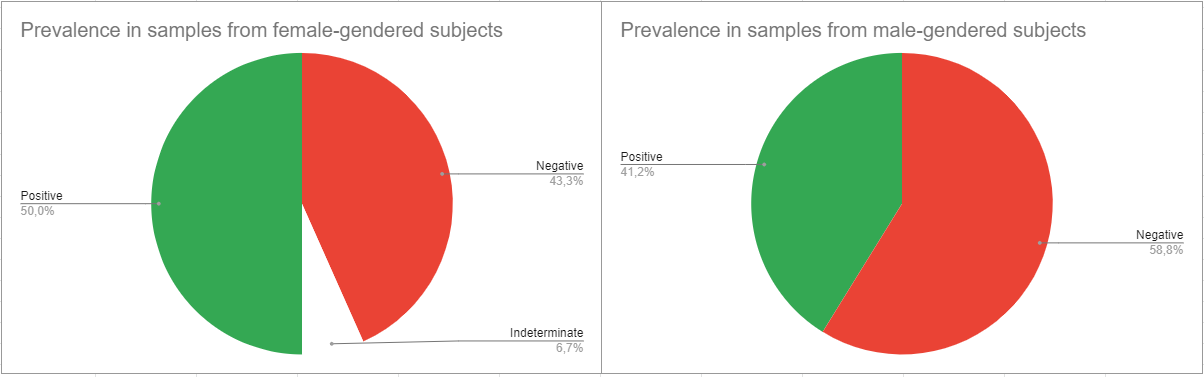 Prevalence in samples from female-gendered subjects
Positive
50,0%
Negative
43,3%
Indeterminate
6,7%
Prevalence in samples from male-gendered subjects
Positive
41,2%
Negative
58,8%